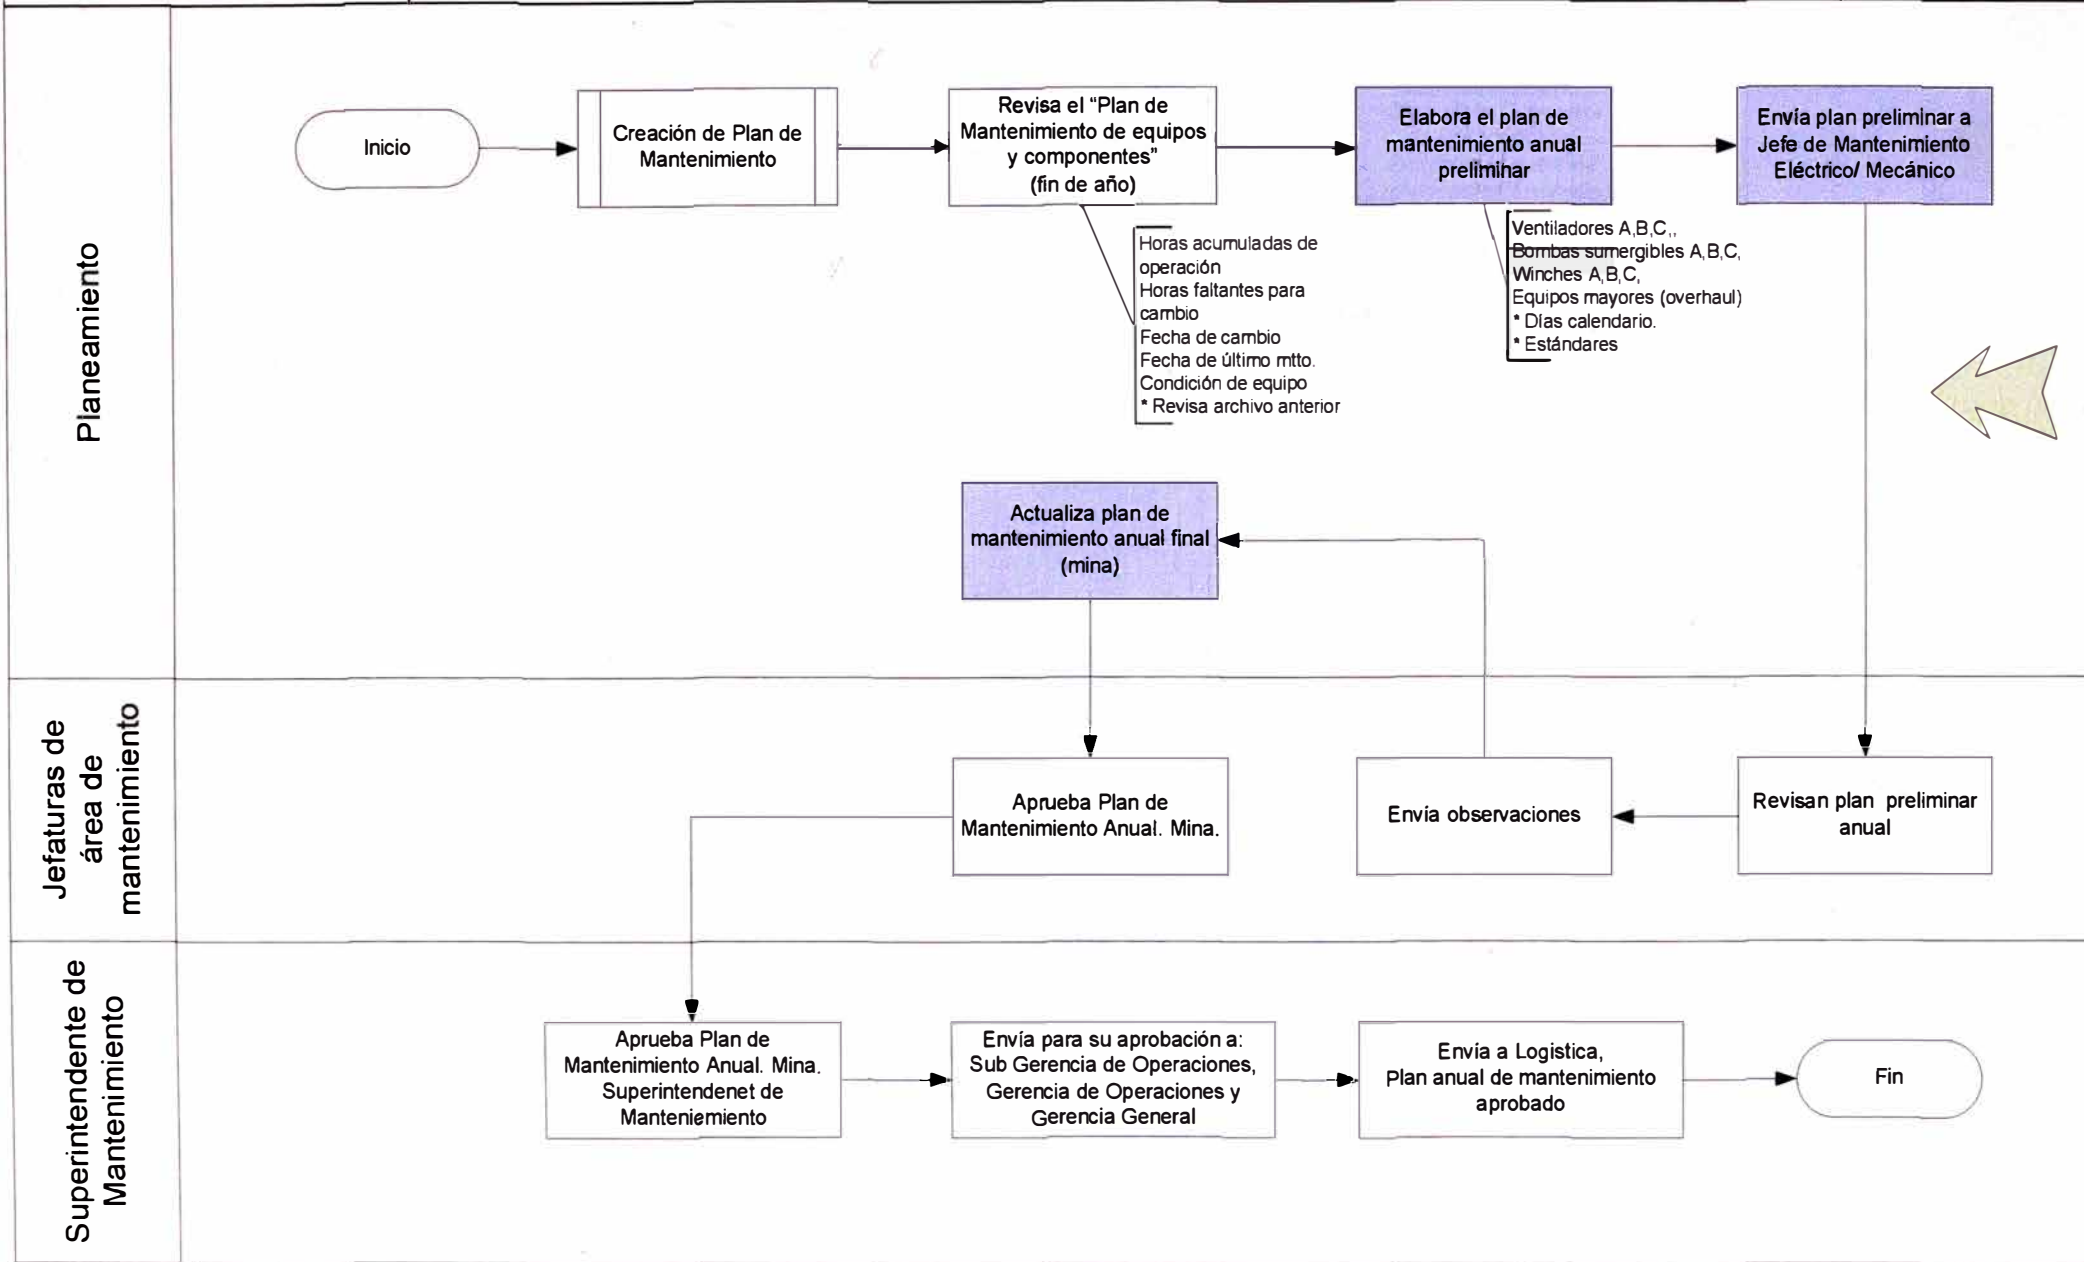 Planeamiento
Inicio
Creación de Plan de
Mantenimiento
Revisa el “Plan de
Mantenimiento de equipos
y componentes”
(fin de año)
Elabora el plan de
mantenimiento anual
preliminar
Envía plan preliminar a
Jefe de Mantenimiento
Eléctrico/ Mecánico
Horas acumuladas de
operación
Horas faltantes para
cambio
Fecha de cambio
Fecha de último mtto.
Condición de equipo
* Revisa archivo anterior
Ventiladores A,B,C,,
Bombas sumergibles A,B,C,
Winches A,B,C,
Equipos mayores (overhaul)
* Días calendario.
* Estándares
Actualiza plan de
mantenimiento anual final
(mina)
Jefaturas de
área de
mantenimiento
Aprueba Plan de
Mantenimiento Anual. Mina.
Envía observaciones
Revisan plan preliminar
anual
Superintendente de
Mantenimiento
Aprueba Plan de
Mantenimiento Anual. Mina.
Superintendenet de
Manteniemiento
Envía para su aprobación a:
Sub Gerencia de Operaciones,
Gerencia de Operaciones y
Gerencia General
Envía a Logistica,
Plan anual de mantenimiento
aprobado
Fin